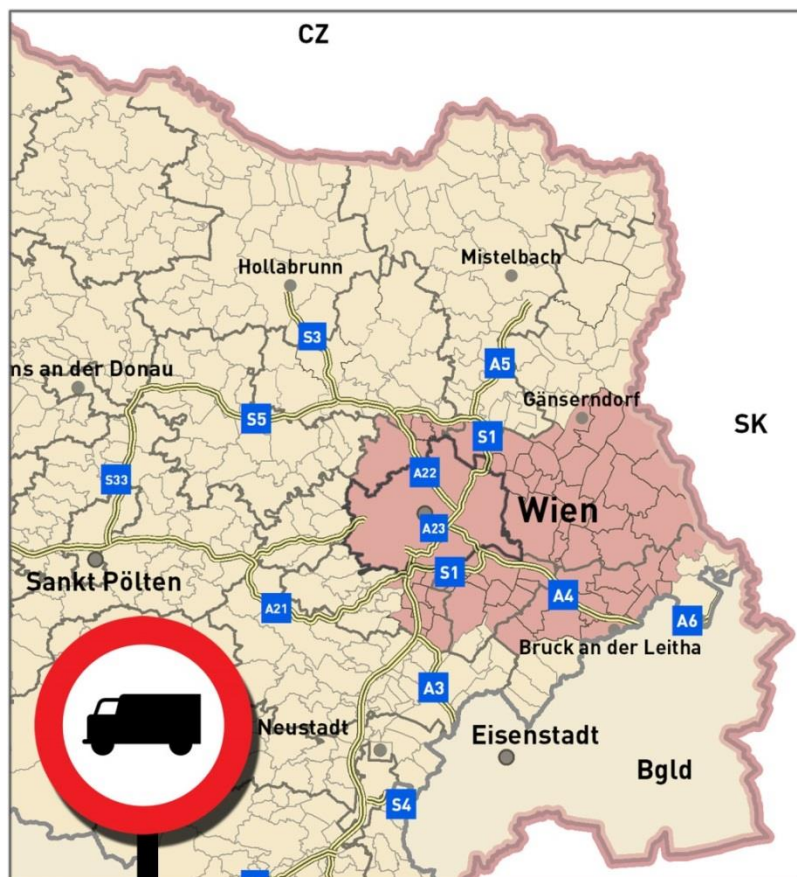 CZ
Hollabrunn
Mistelbach
S3
ns an der Donau
A5
Gänserndorf
S5
S1
SK
S33
A22
Wien
A23
Sankt Pölten
S1
A21
A4
A6
Bruck an der Leitha
A3
Neustadt
Eisenstadt
Bgld
S4